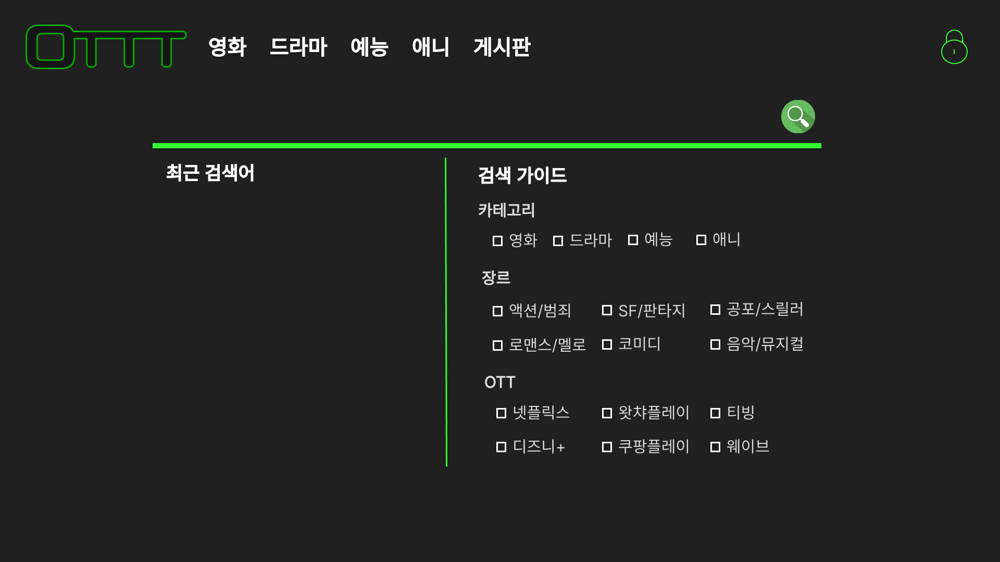 OTTT
영화 드라마 예능 애니 게시판
최근 검색어
검색 가이드
카테고리
영화 드라마 예능 애니
장르
액션/범죄 SF/판타지 공포/스릴러
로맨스/멜로 코미디 음악/뮤지컬
OTT
넷플릭스 왓챠플레이 티빙
디즈니+ 쿠팡플레이 웨이브